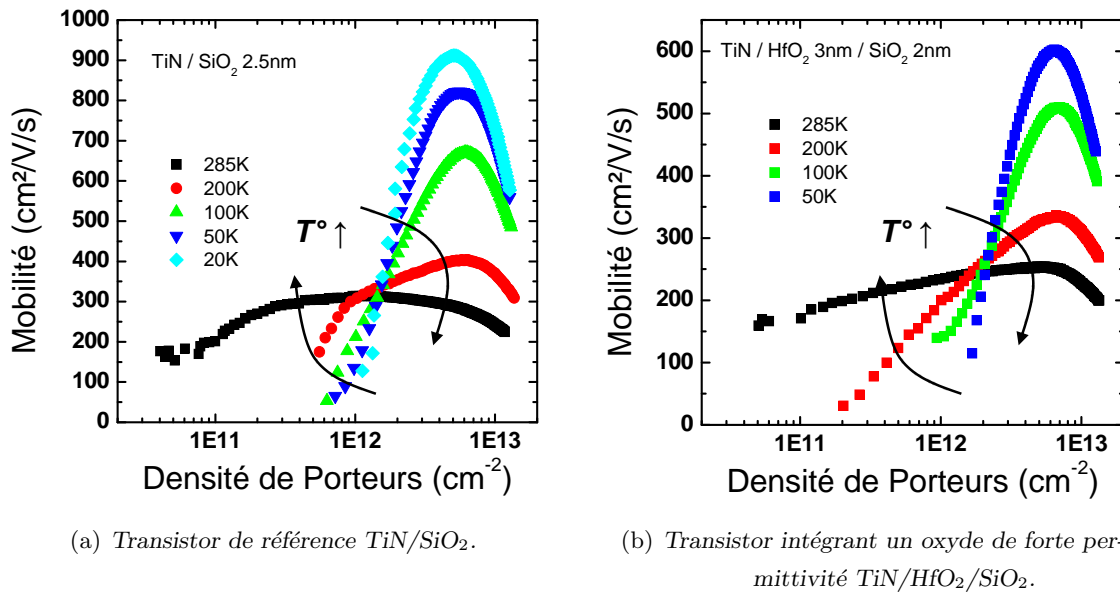 TiN / SiO₂ 2.5nm
Mobilité (cm²/V/s)
1000
900
800
700
600
500
400
300
200
100
0
285K
200K
100K
50K
20K
T° ↑
1E11
1E12
1E13
Densité de Porteurs (cm⁻²)
(a) Transistor de référence TiN/SiO₂.
TiN / HfO₂ 3nm / SiO₂ 2nm
Mobilité (cm²/V/s)
600
500
400
300
200
100
0
285K
200K
100K
50K
T° ↑
1E11
1E12
1E13
Densité de Porteurs (cm⁻²)
(b) Transistor intégrant un oxyde de forte per-
mittivité TiN/HfO₂/SiO₂.